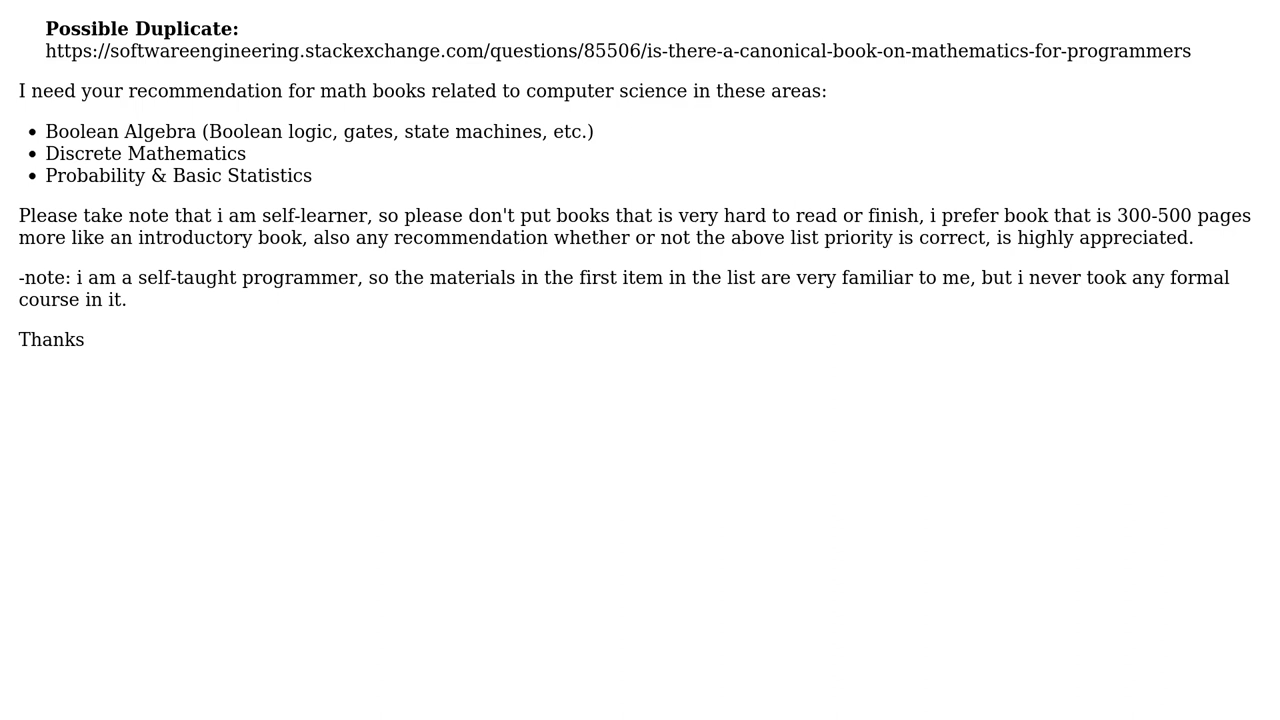 Possible Duplicate:
https://softwareengineering.stackexchange.com/questions/85506/is-there-a-canonical-book-on-mathematics-for-programmers
I need your recommendation for math books related to computer science in these areas:
• Boolean Algebra (Boolean logic, gates, state machines, etc.)
• Discrete Mathematics
• Probability & Basic Statistics
Please take note that i am self-learner, so please don't put books that is very hard to read or finish, i prefer book that is 300-500 pages
more like an introductory book, also any recommendation whether or not the above list priority is correct, is highly appreciated.
-note: i am a self-taught programmer, so the materials in the first item in the list are very familiar to me, but i never took any formal
course in it.
Thanks